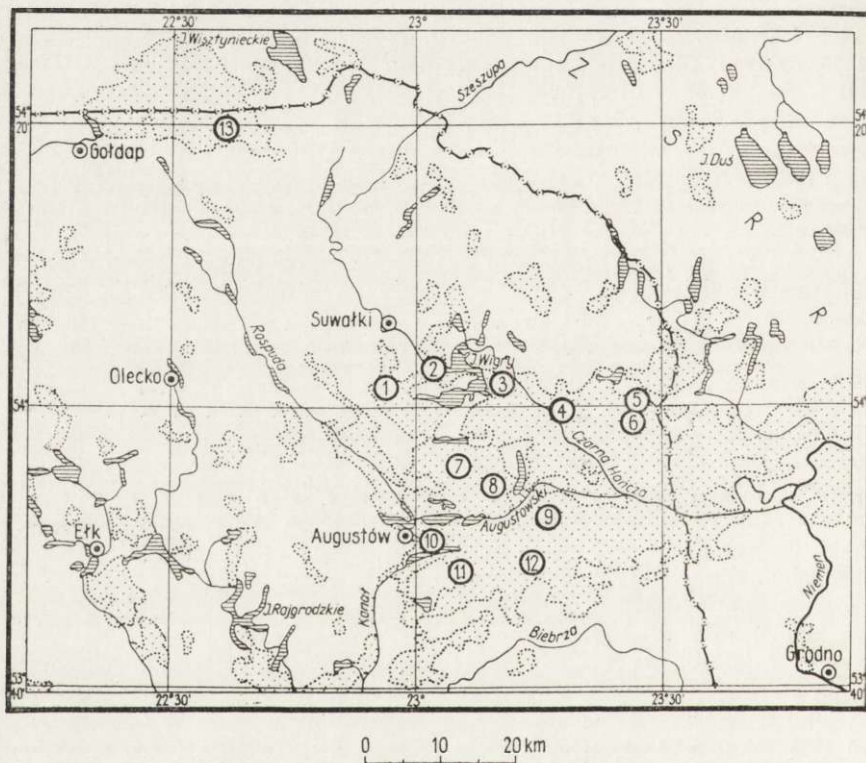 22°30' 23° 23°30'
J.Wisztynieckie
Szeszupa
Z
54°
20'
54°
20'
13
Gołdap
S
J.Duś
R
R
Rospuda
Suwałki
J.Wigry
2
Olecko
1
3
5
54°
4
6
54°
Czarna Hańcza
7
8
Augustowski
9
Ełk
Augustów
10
11
12
Kanał
J.Rajgrodzkie
Niemen
Biebrza
Grodno
53°
40'
53°
40'
22°30' 23° 23°30'
0 10 20 km